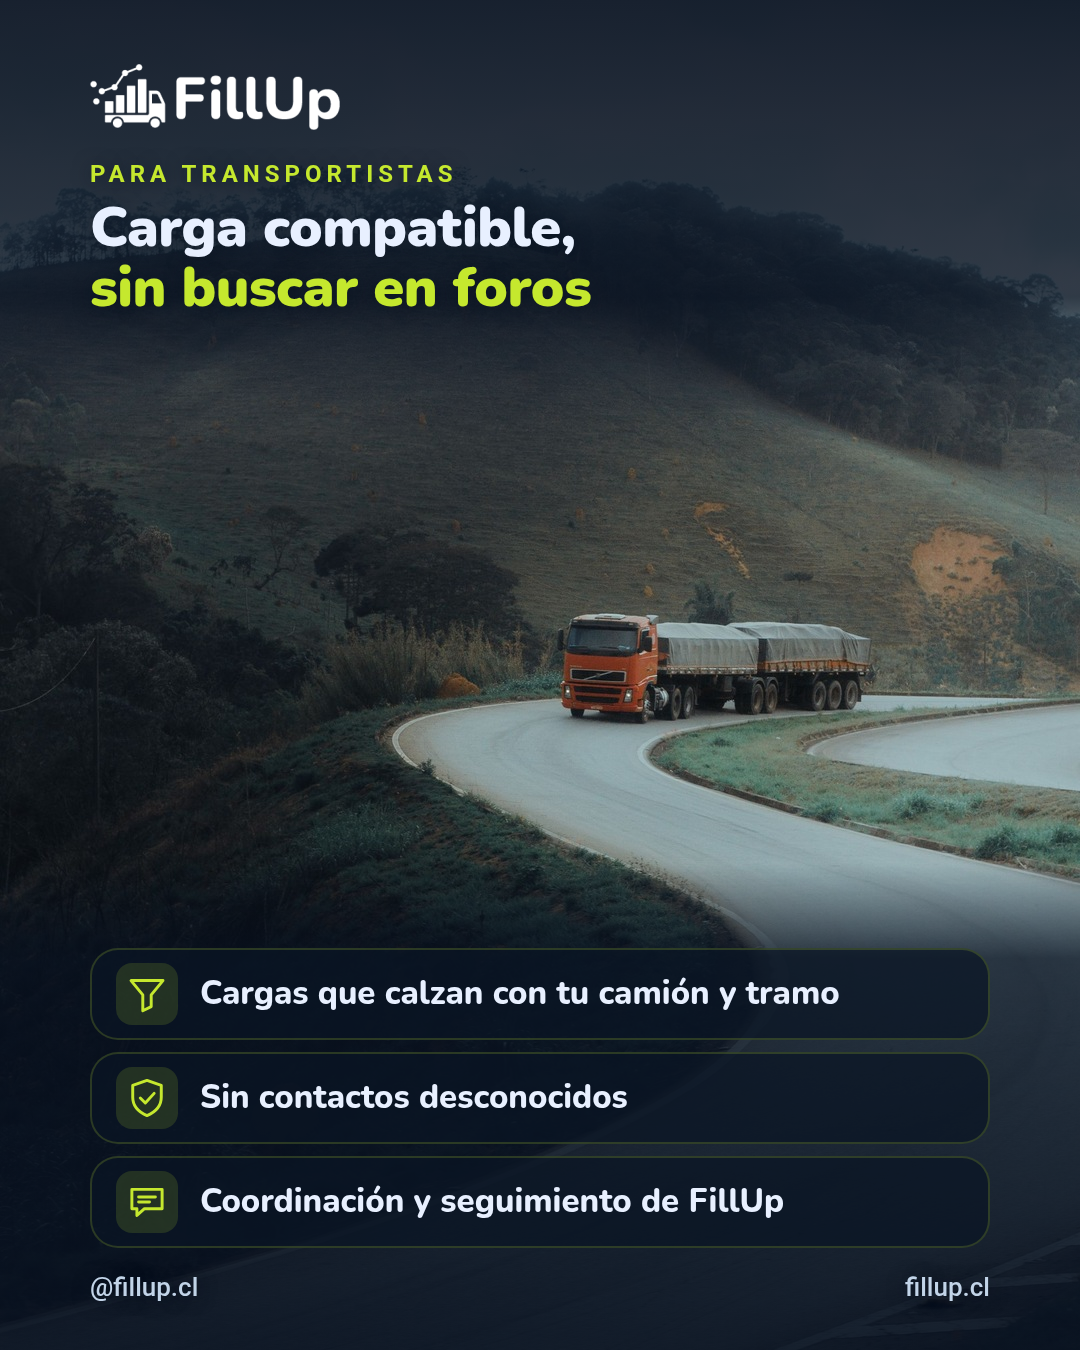 FillUp
PARA TRANSPORTISTAS
Carga compatible,
sin buscar en foros
Cargas que calzan con tu camión y tramo
Sin contactos desconocidos
Coordinación y seguimiento de FillUp
@fillup.cl
fillup.cl